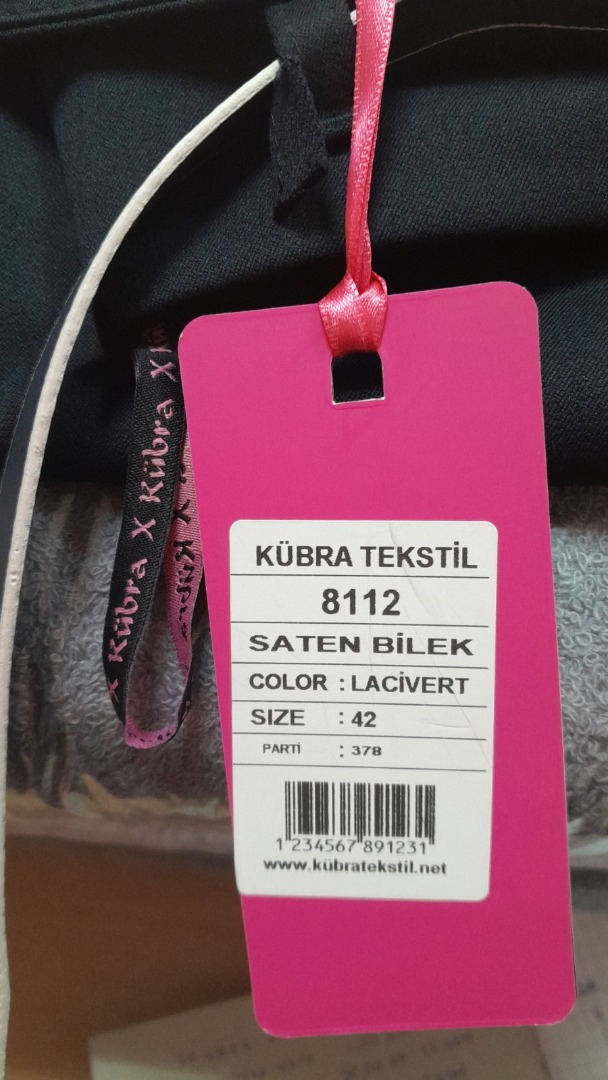 X Kübra X Kübra X
Kübra X
KÜBRA TEKSTİL
8112
SATEN BİLEK
COLOR : LACİVERT
SIZE : 42
PARTİ : 378
1 234567 891231
www.kübratekstil.net